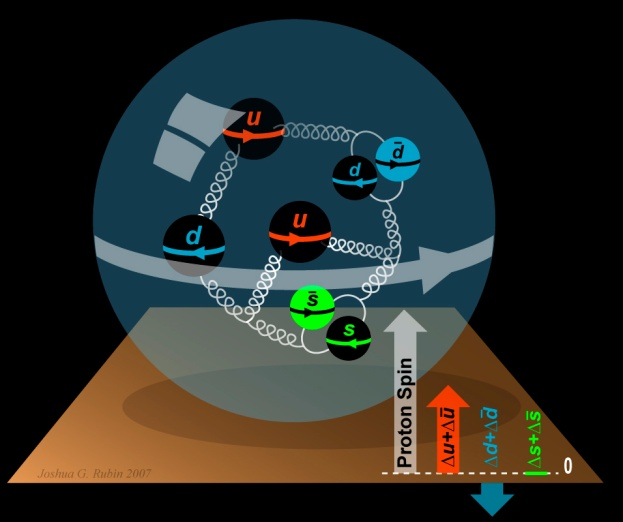 u
d̄
d
u
d
s̄
s
Proton Spin
Δu+Δū
Δd+Δd̄
Δs+Δs̄
0
Joshua G. Rubin 2007